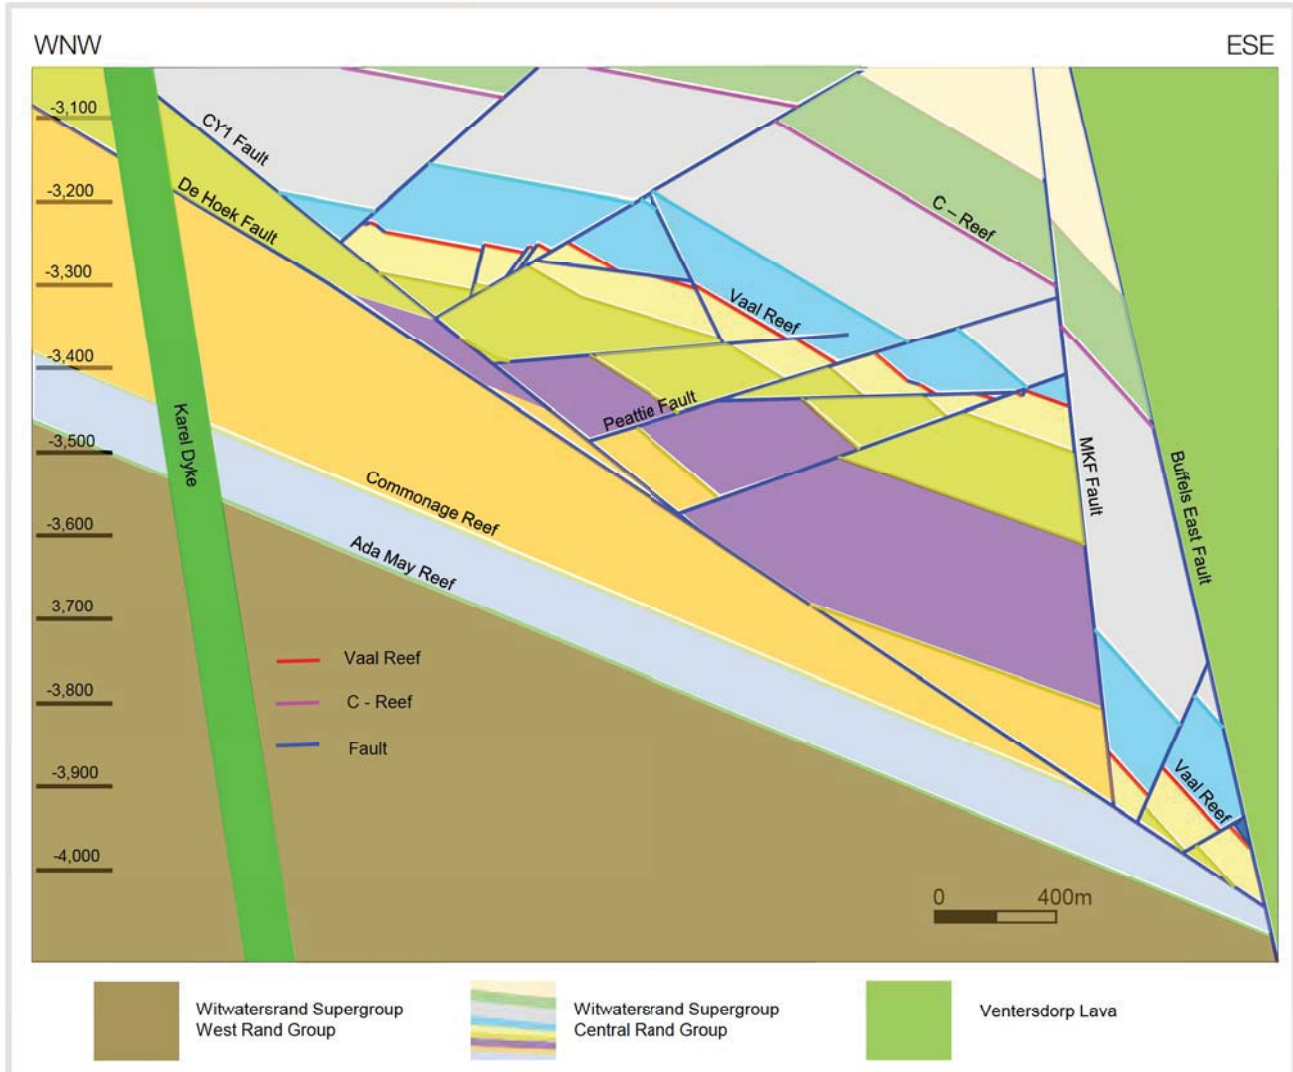 WNW
ESE
-3,100
-3,200
-3,300
-3,400
-3,500
-3,600
-3,700
-3,800
-3,900
-4,000
CY1 Fault
De Hoek Fault
C – Reef
Vaal Reef
Peattie Fault
Karel Dyke
Commonage Reef
Ada May Reef
MKF Fault
Buffels East Fault
Vaal Reef
Vaal Reef
C - Reef
Fault
0 400m
Witwatersrand Supergroup
West Rand Group
Witwatersrand Supergroup
Central Rand Group
Ventersdorp Lava